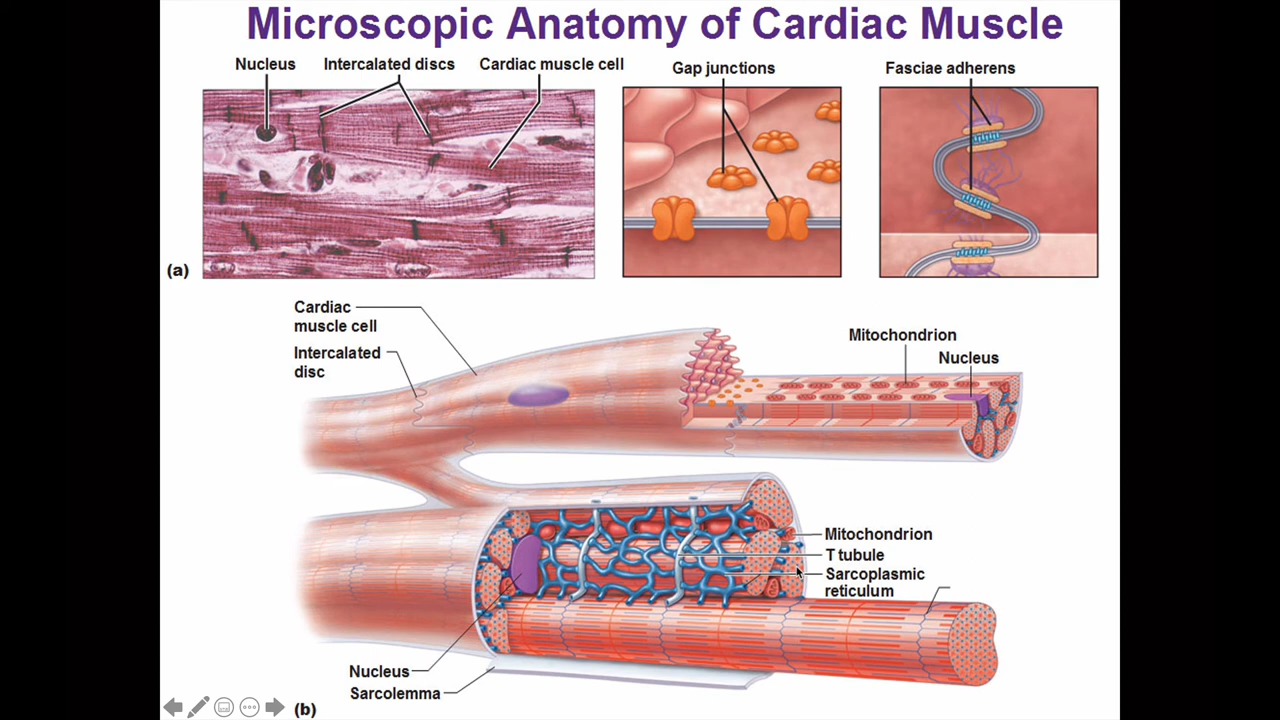 Microscopic Anatomy of Cardiac Muscle
Nucleus
Intercalated discs
Cardiac muscle cell
Gap junctions
Fasciae adherens
(a)
Cardiac
muscle cell
Intercalated
disc
Mitochondrion
Nucleus
Mitochondrion
T tubule
Sarcoplasmic
reticulum
Nucleus
Sarcolemma
(b)